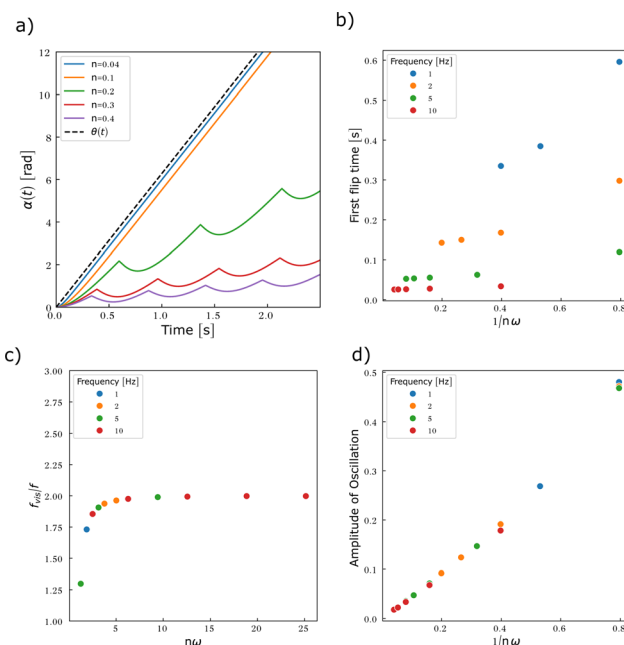 a)
12
10
8
6
4
2
0
α(t) [rad]
n=0.04
n=0.1
n=0.2
n=0.3
n=0.4
θ(t)
0.0 0.5 1.0 1.5 2.0
Time [s]
b)
0.6
0.5
0.4
0.3
0.2
0.1
0.0
First flip time [s]
Frequency [Hz]
1
2
5
10
0.2 0.4 0.6 0.8
1/nω
c)
3.00
2.75
2.50
2.25
2.00
1.75
1.50
1.25
1.00
f_vis/f
Frequency [Hz]
1
2
5
10
5 10 15 20 25
nω
d)
0.5
0.4
0.3
0.2
0.1
0.0
Amplitude of Oscillation
Frequency [Hz]
1
2
5
10
0.2 0.4 0.6 0.8
1/nω